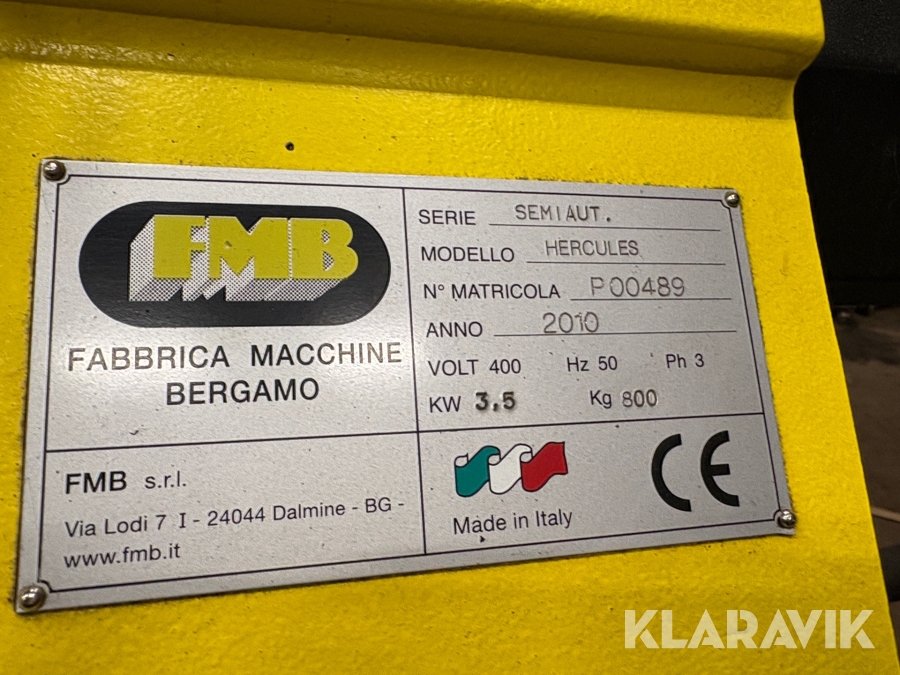 FMB
FABBRICA MACCHINE
BERGAMO
FMB s.r.l.
Via Lodi 7 I - 24044 Dalmine - BG -
www.fmb.it
SERIE SEMIAUT.
MODELLO HERCULES
N° MATRICOLA P00489
ANNO 2010
VOLT 400 Hz 50 Ph 3
KW 3.5 Kg 800
Made in Italy
CE
KLARAVIK